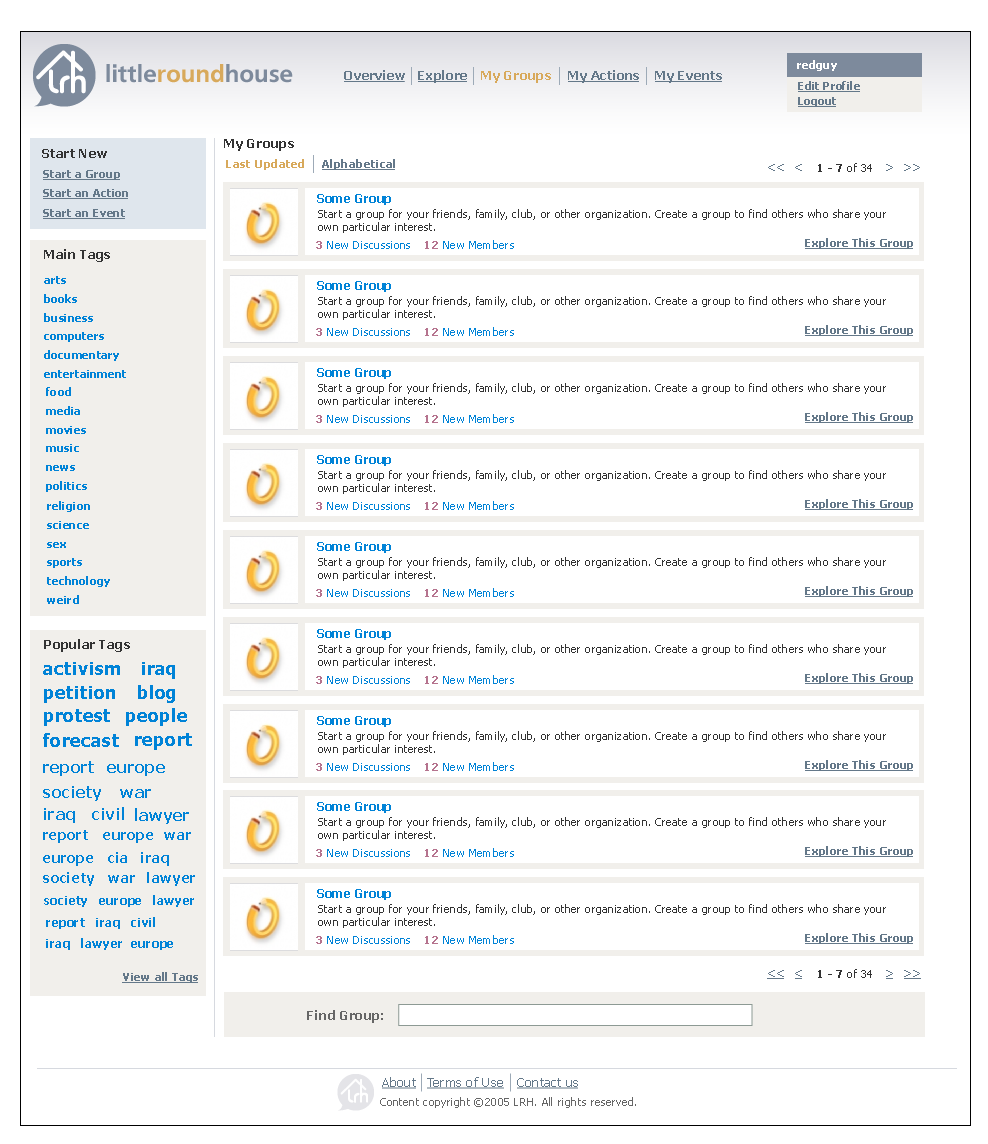 lrh littleroundhouse
Overview | Explore | My Groups | My Actions | My Events
redguy
Edit Profile
Logout
Start New
Start a Group
Start an Action
Start an Event
Main Tags
arts
books
business
computers
documentary
entertainment
food
media
movies
music
news
politics
religion
science
sex
sports
technology
weird
Popular Tags
activism iraq
petition blog
protest people
forecast report
report europe
society war
iraq civil lawyer
report europe war
europe cia iraq
society war lawyer
society europe lawyer
report iraq civil
iraq lawyer europe
View all Tags
My Groups
Last Updated | Alphabetical
<< < 1 - 7 of 34 > >>
Some Group
Start a group for your friends, family, club, or other organization. Create a group to find others who share your
own particular interest.
3 New Discussions 12 New Members Explore This Group
Some Group
Start a group for your friends, family, club, or other organization. Create a group to find others who share your
own particular interest.
3 New Discussions 12 New Members Explore This Group
Some Group
Start a group for your friends, family, club, or other organization. Create a group to find others who share your
own particular interest.
3 New Discussions 12 New Members Explore This Group
Some Group
Start a group for your friends, family, club, or other organization. Create a group to find others who share your
own particular interest.
3 New Discussions 12 New Members Explore This Group
Some Group
Start a group for your friends, family, club, or other organization. Create a group to find others who share your
own particular interest.
3 New Discussions 12 New Members Explore This Group
Some Group
Start a group for your friends, family, club, or other organization. Create a group to find others who share your
own particular interest.
3 New Discussions 12 New Members Explore This Group
Some Group
Start a group for your friends, family, club, or other organization. Create a group to find others who share your
own particular interest.
3 New Discussions 12 New Members Explore This Group
Some Group
Start a group for your friends, family, club, or other organization. Create a group to find others who share your
own particular interest.
3 New Discussions 12 New Members Explore This Group
Some Group
Start a group for your friends, family, club, or other organization. Create a group to find others who share your
own particular interest.
3 New Discussions 12 New Members Explore This Group
<< < 1 - 7 of 34 > >>
Find Group:
lrh
About | Terms of Use | Contact us
Content copyright ©2005 LRH. All rights reserved.